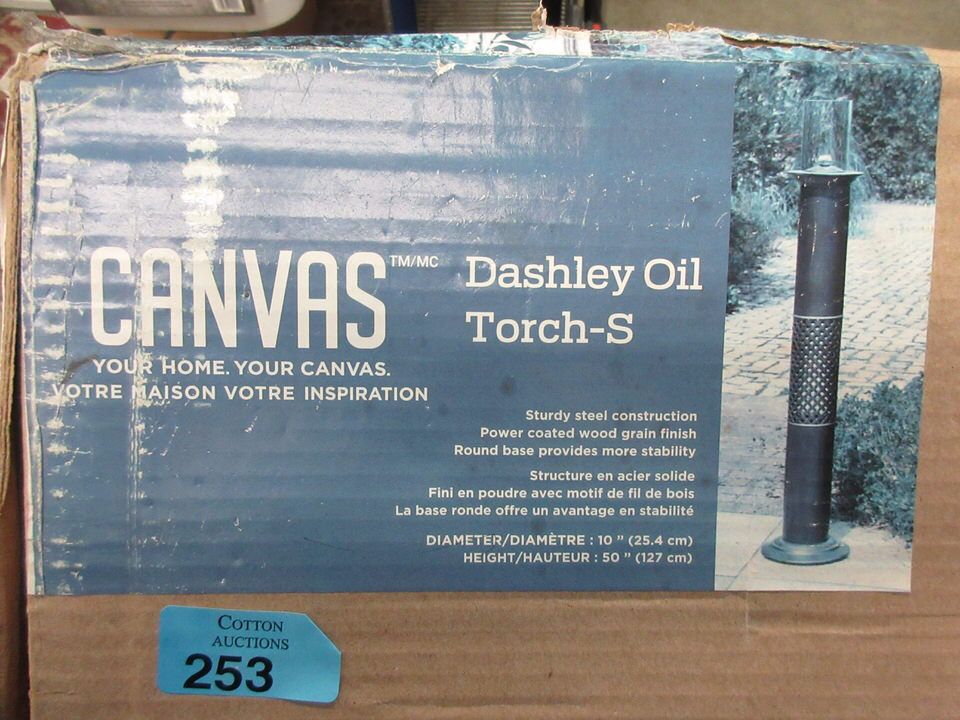 CANVAS TM/MC
YOUR HOME. YOUR CANVAS.
VOTRE MAISON VOTRE INSPIRATION
Dashley Oil
Torch-S
Sturdy steel construction
Power coated wood grain finish
Round base provides more stability
Structure en acier solide
Fini en poudre avec motif de fil de bois
La base ronde offre un avantage en stabilité
DIAMETER/DIAMÈTRE : 10 ” (25.4 cm)
HEIGHT/HAUTEUR : 50 ” (127 cm)
COTTON
AUCTIONS
253